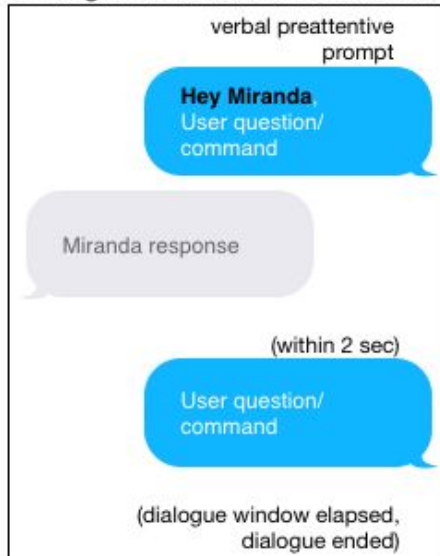 verbal preattentive
prompt
Hey Miranda,
User question/
command
Miranda response
(within 2 sec)
User question/
command
(dialogue window elapsed,
dialogue ended)